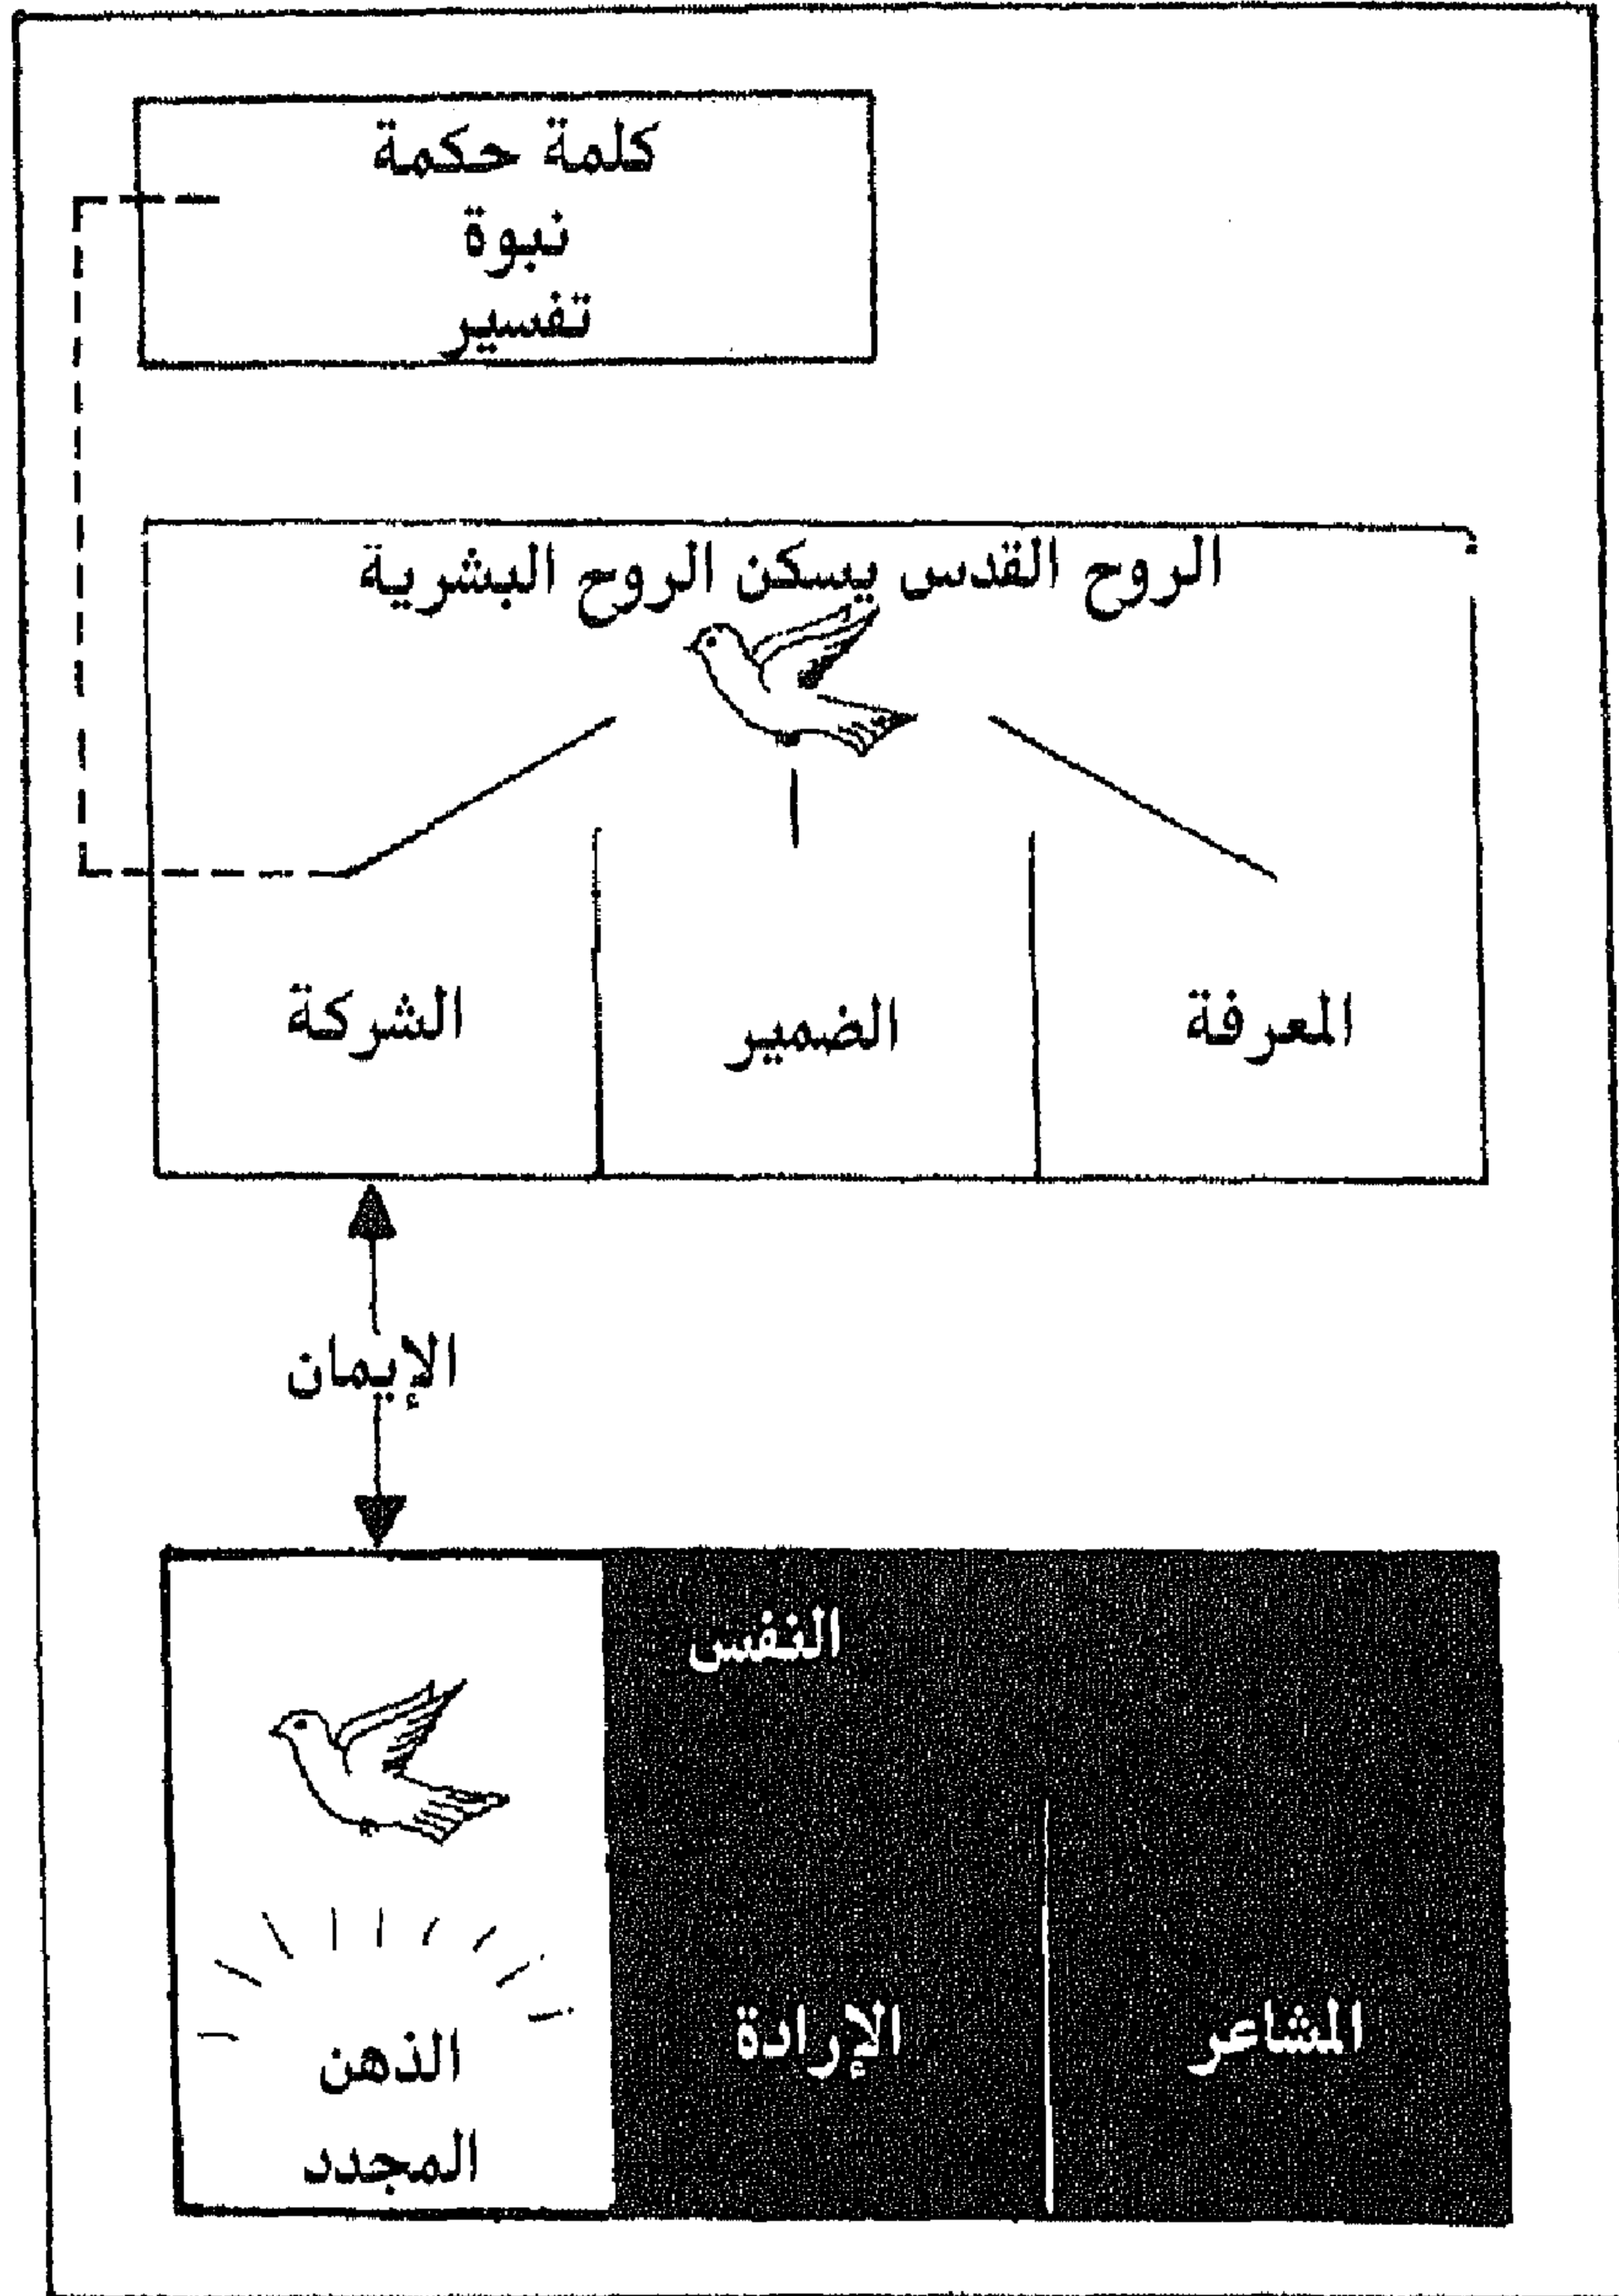 كلمة حكمة
نبوة
تفسير
الروح القدس يسكن الروح البشرية
المعرفة
الضمير
الشركة
الإيمان
النفس
المشاعر
الإرادة
الذهن
المجدد